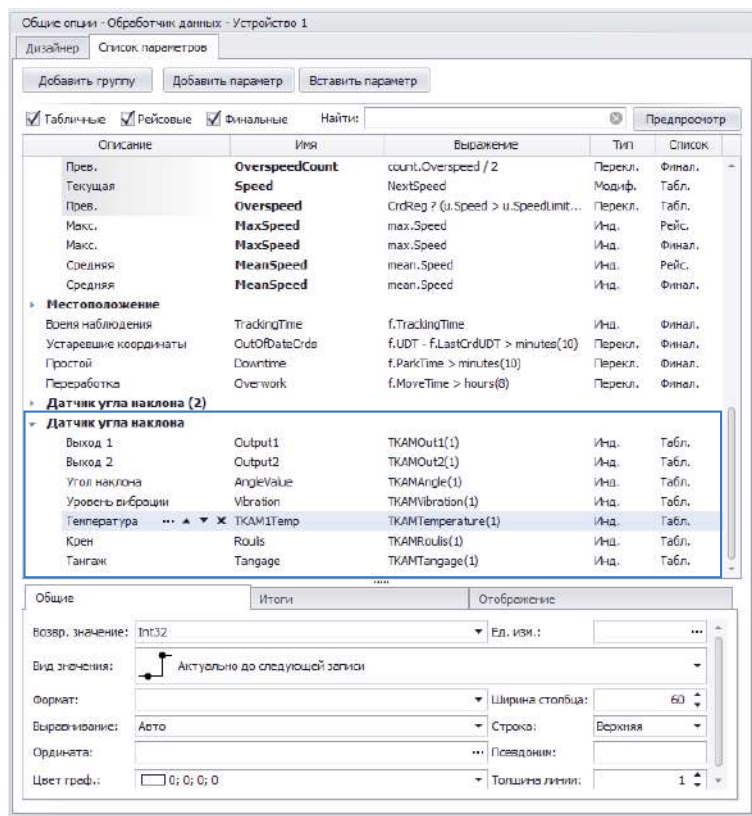 Общие опции - Обработчик данных - Устройство 1
Дизайнер Список параметров
Добавить группу Добавить параметр Вставить параметр
Табличные Рейсовые Финальные Найти: Предпросмотр
Описание Имя Выражение Тип Список
Прев. OverspeedCount count.Overspeed / 2 Перекл. Финал.
Текущая Speed NextSpeed Модиф. Табл.
Прев. Overspeed CrdReg ? (u.Speed > u.SpeedLimit... Перекл. Табл.
Макс. MaxSpeed max.Speed Инд. Рейс.
Макс. MaxSpeed max.Speed Инд. Финал.
Средняя MeanSpeed mean.Speed Инд. Рейс.
Средняя MeanSpeed mean.Speed Инд. Финал.
Местоположение
Время наблюдения TrackingTime f.TrackingTime Инд. Финал.
Устаревшие координаты OutOfDateCrds f.UDT - f.LastCrdUDT > minutes(10) Перекл. Финал.
Простой Downtime f.ParkTime > minutes(10) Перекл. Финал.
Переработка Overwork f.MoveTime > hours(8) Перекл. Финал.
Датчик угла наклона (2)
Датчик угла наклона
Выход 1 Output1 TKAMOut1(1) Инд. Табл.
Выход 2 Output2 TKAMOut2(1) Инд. Табл.
Угол наклона AngleValue TKAMAngle(1) Инд. Табл.
Уровень вибрации Vibration TKAMVibration(1) Инд. Табл.
Температура ... TKAM1Temp TKAMTemperature(1) Инд. Табл.
Крен Roulis TKAMRoulis(1) Инд. Табл.
Тангаж Tangage TKAMTangage(1) Инд. Табл.
Общие Итоги Отображение
Возвр. значение: Int32 Ед. изм.: ...
Вид значения: Актуально до следующей записи
Формат: Ширина столбца: 60
Выравнивание: Авто Строка: Верхняя
Ордината: ... Псевдоним:
Цвет граф.: 0; 0; 0; 0 Толщина линии: 1